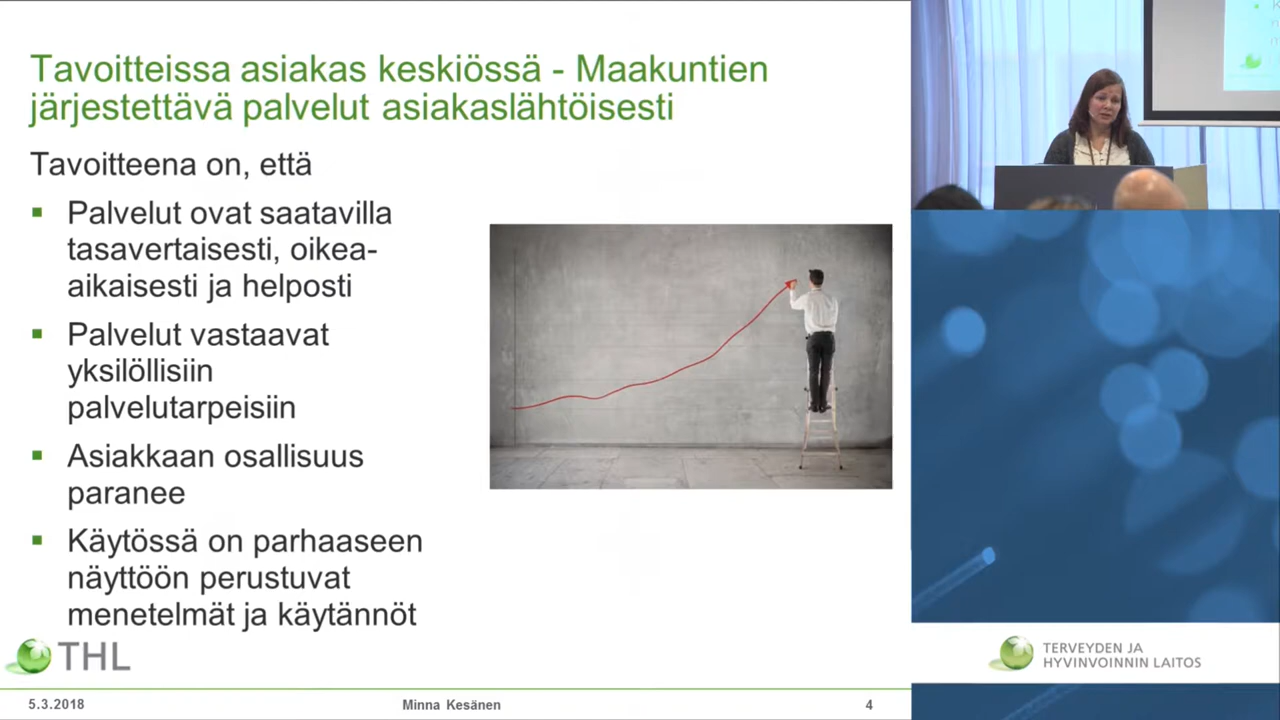 Tavoitteissa asiakas keskiössä - Maakuntien
järjestettävä palvelut asiakaslähtöisesti
Tavoitteena on, että
▪ Palvelut ovat saatavilla
tasavertaisesti, oikea-
aikaisesti ja helposti
▪ Palvelut vastaavat
yksilöllisiin
palvelutarpeisiin
▪ Asiakkaan osallisuus
paranee
▪ Käytössä on parhaaseen
näyttöön perustuvat
menetelmät ja käytännöt
THL
5.3.2018 Minna Kesänen 4
TERVEYDEN JA
HYVINVOINNIN LAITOS